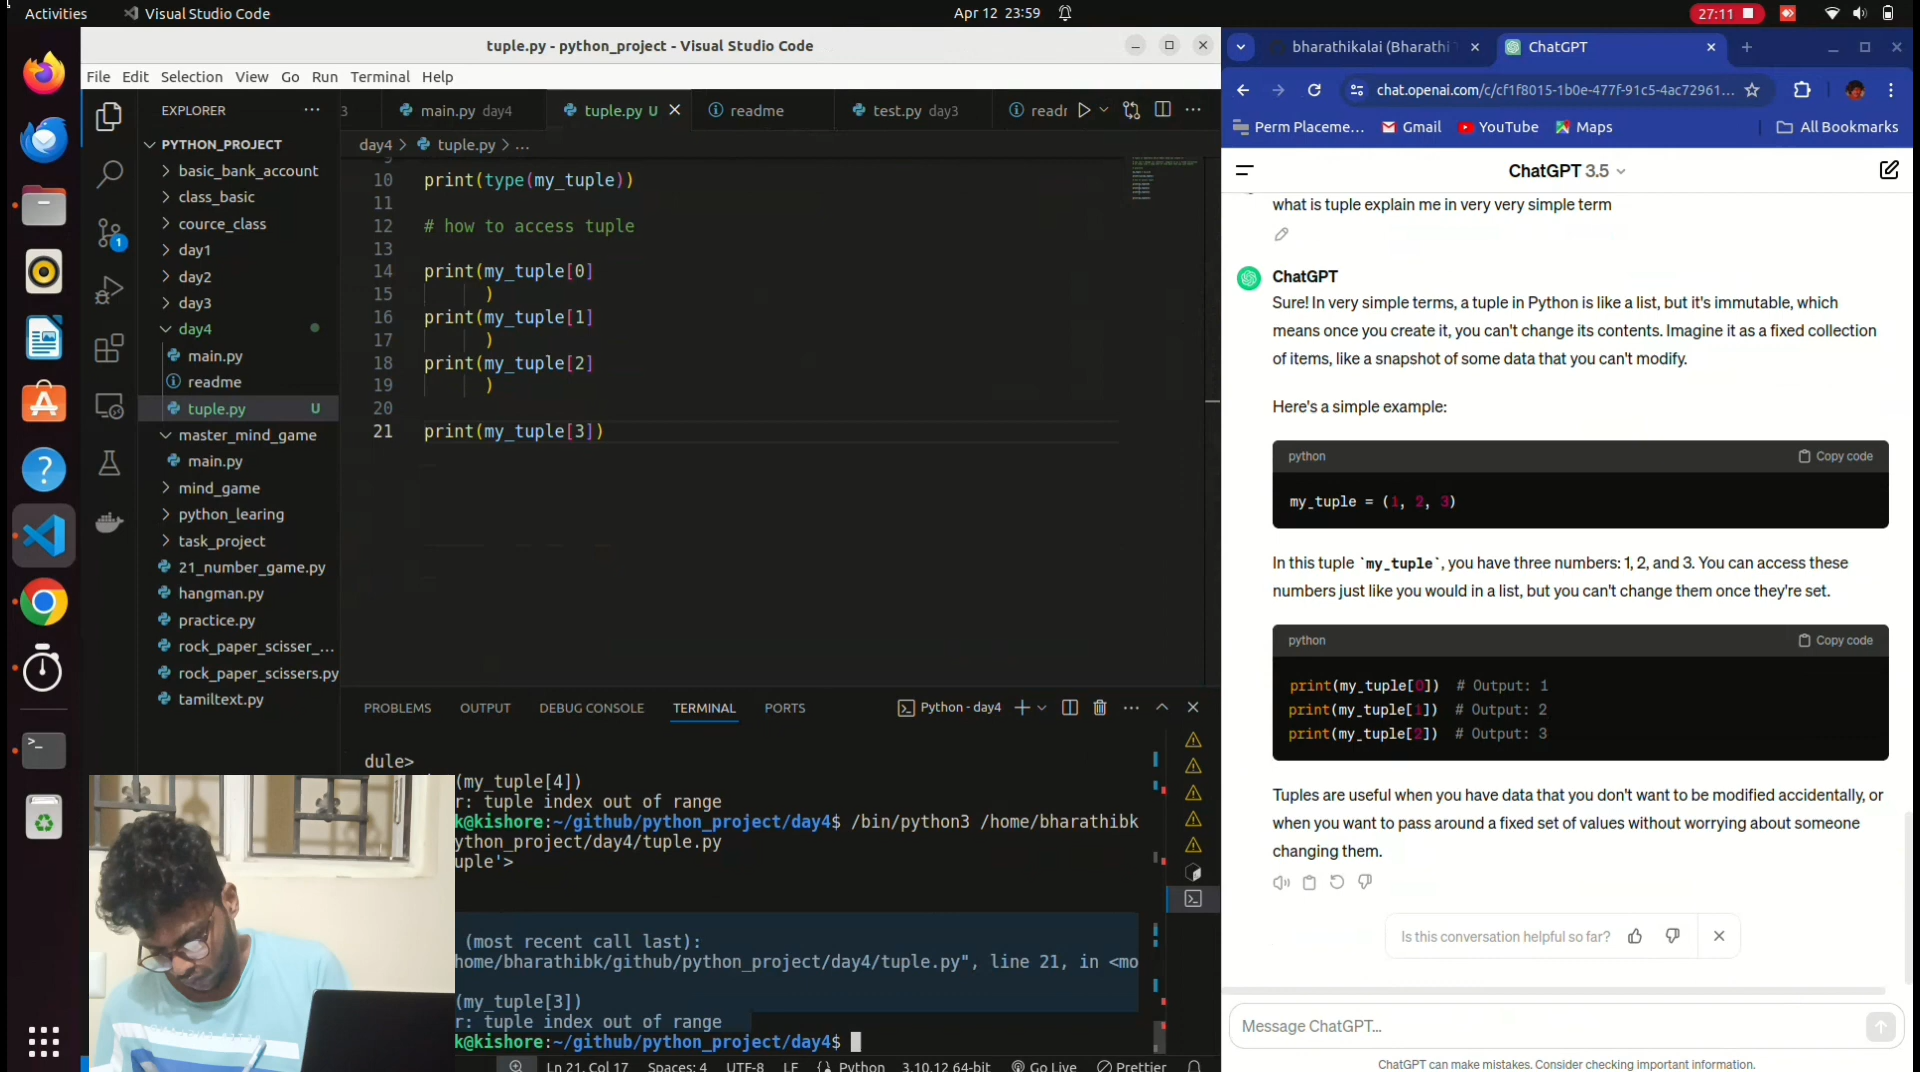 Activities
Visual Studio Code
Apr 12 23:59
27:11
tuple.py - python_project - Visual Studio Code
File Edit Selection View Go Run Terminal Help
EXPLORER
3
main.py day4
tuple.py U
readme
test.py day3
readr
day4 > tuple.py > ...
PYTHON_PROJECT
basic_bank_account
class_basic
cource_class
day1
day2
day3
day4
main.py
readme
tuple.py U
master_mind_game
main.py
mind_game
python_learing
task_project
21_number_game.py
hangman.py
practice.py
rock_paper_scisser_...
rock_paper_scissers.py
tamiltext.py
1
10 print(type(my_tuple))
11
12 # how to access tuple
13
14 print(my_tuple[0]
15 )
16 print(my_tuple[1]
17 )
18 print(my_tuple[2]
19 )
20
21 print(my_tuple[3])
PROBLEMS OUTPUT DEBUG CONSOLE TERMINAL PORTS
Python - day4
dule>
(my_tuple[4])
r: tuple index out of range
k@kishore:~/github/python_project/day4$ /bin/python3 /home/bharathibk
ython_project/day4/tuple.py
uple'>
(most recent call last):
home/bharathibk/github/python_project/day4/tuple.py", line 21, in <mo
(my_tuple[3])
r: tuple index out of range
k@kishore:~/github/python_project/day4$
Ln 21, Col 17 Spaces: 4 UTF-8 LF Python 3.10.12 64-bit Go Live Prettier
bharathikalai (Bharathi
ChatGPT
chat.openai.com/c/cf1f8015-1b0e-477f-91c5-4ac72961...
Perm Placeme... Gmail YouTube Maps All Bookmarks
ChatGPT 3.5
what is tuple explain me in very very simple term
ChatGPT
Sure! In very simple terms, a tuple in Python is like a list, but it's immutable, which
means once you create it, you can't change its contents. Imagine it as a fixed collection
of items, like a snapshot of some data that you can't modify.
Here's a simple example:
python Copy code
my_tuple = (1, 2, 3)
In this tuple `my_tuple`, you have three numbers: 1, 2, and 3. You can access these
numbers just like you would in a list, but you can't change them once they're set.
python Copy code
print(my_tuple[0]) # Output: 1
print(my_tuple[1]) # Output: 2
print(my_tuple[2]) # Output: 3
Tuples are useful when you have data that you don't want to be modified accidentally, or
when you want to pass around a fixed set of values without worrying about someone
changing them.
Is this conversation helpful so far?
Message ChatGPT...
ChatGPT can make mistakes. Consider checking important information.